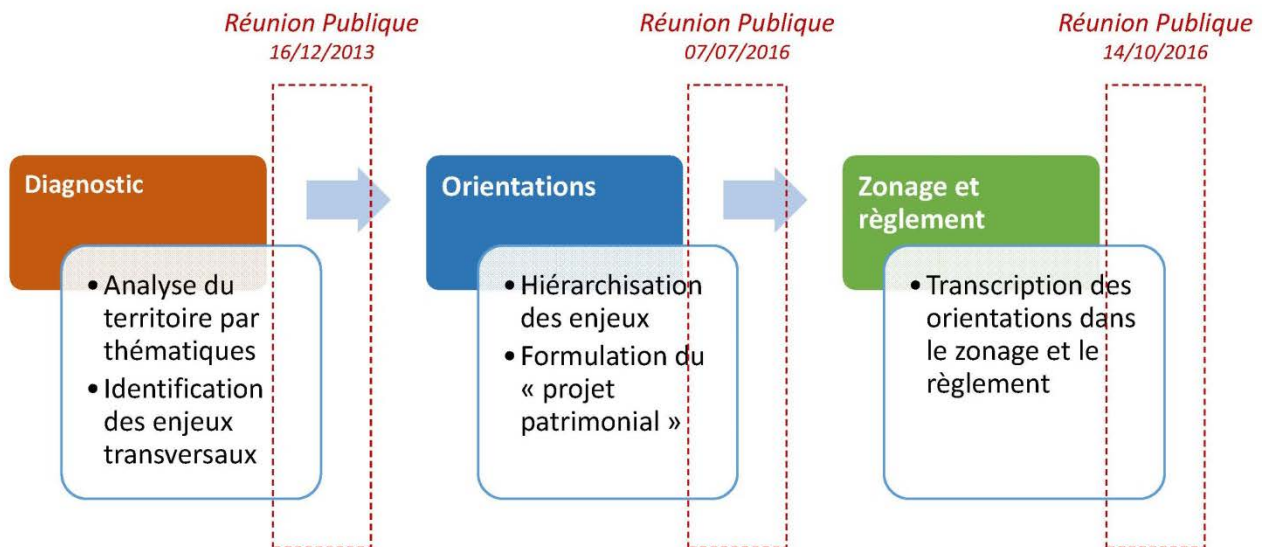 Réunion Publique
16/12/2013
Réunion Publique
07/07/2016
Réunion Publique
14/10/2016
Diagnostic
• Analyse du
territoire par
thématiques
• Identification
des enjeux
transversaux
Orientations
• Hiérarchisation
des enjeux
• Formulation du
« projet
patrimonial »
Zonage et
règlement
• Transcription des
orientations dans
le zonage et le
règlement